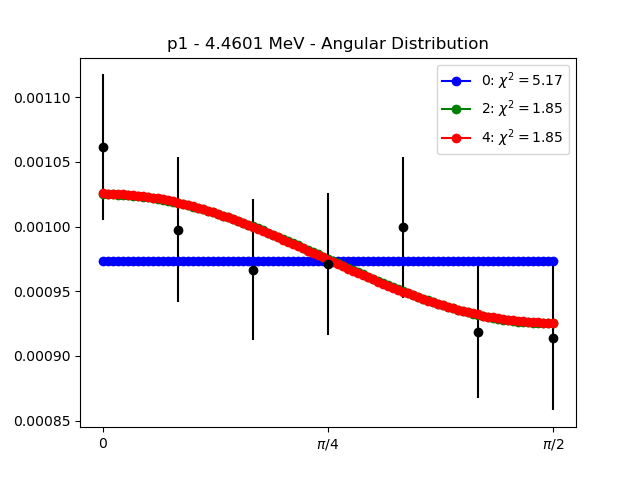 p1 - 4.4601 MeV - Angular Distribution
0: χ² = 5.17
2: χ² = 1.85
4: χ² = 1.85
0.00110
0.00105
0.00100
0.00095
0.00090
0.00085
0
π/4
π/2